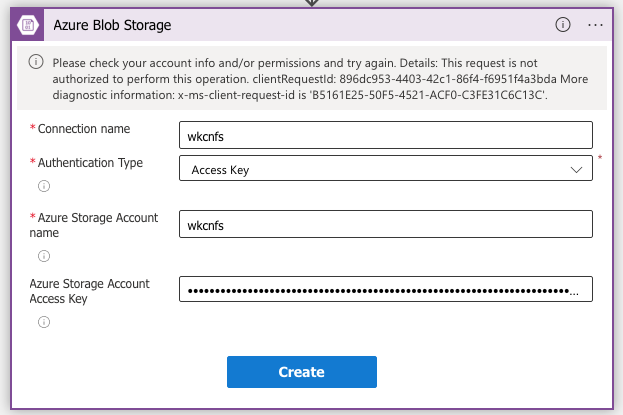 Azure Blob Storage
Please check your account info and/or permissions and try again. Details: This request is not
authorized to perform this operation. clientRequestId: 896dc953-4403-42c1-86f4-f6951f4a3bda More
diagnostic information: x-ms-client-request-id is 'B5161E25-50F5-4521-ACF0-C3FE31C6C13C'.
*Connection name
wkcnfs
*Authentication Type
Access Key
*
*Azure Storage Account
name
wkcnfs
Azure Storage Account
Access Key
Create